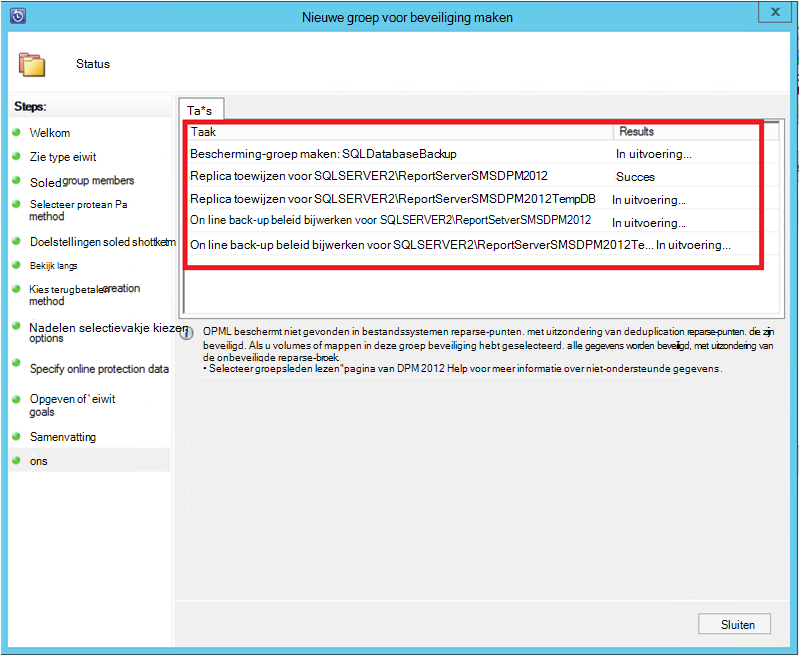 Nieuwe groep voor beveiliging maken
x
Status
Steps:
Welkom
Zie type eiwit
Soled group members
Selecteer protean Pa
method
Doelstellingen soled shottketm
Bekijk langs
Kies terugbetalen creation
method
Nadelen selectievakje kiezen
options
Specify online protection data
Opgeven of ' eiwit
goals
Samenvatting
ons
Ta*s
Taak Results
Bescherming-groep maken: SQLDatabaseBackup In uitvoering...
Replica toewijzen voor SQLSERVER2\ReportServerSMSDPM2012 Succes
Replica toewijzen voor SQLSERVER2\ReportServerSMSDPM2012TempDB In uitvoering...
On line back-up beleid bijwerken voor SQLSERVER2\ReportSetverSMSDPM2012 In uitvoering...
On line back-up beleid bijwerken voor SQLSERVER2\ReportServerSMSDPM2012Te... In uitvoering...
OPML beschermt niet gevonden in bestandssystemen reparse-punten. met uitzondering van deduplication reparse-punten. die zijn
beveiligd. Als u volumes of mappen in deze groep beveiliging hebt geselecteerd. alle gegevens worden beveiligd, met uitzondering van
de onbeveiligde reparse-broek.
• Selecteer groepsleden lezen"pagina van DPM 2012 Help voor meer informatie over niet-ondersteunde gegevens.
Sluiten